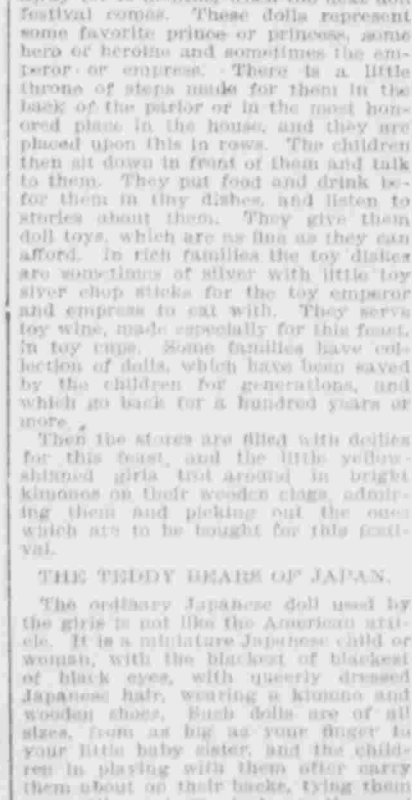 festival comes. These dolls represent
some favorite prince or princess, some
hero or heroine and sometimes the em-
peror or empress. There is a little
throne of steps made for them in the
back of the parlor or in the most hon-
ored place in the house, and they are
placed upon this in rows. The children
then sit down in front of them and talk
to them. They put food and drink be-
for them in tiny dishes, and listen to
stories about them. They give them
doll toys, which are as fine as they can
afford. In rich families the toy dishes
are sometimes of silver with little toy
siver chop sticks for the toy emperor
and empress to eat with. They serve
toy wine, made especially for this feast,
in toy cups. Some families have col-
lection of dolls, which have been saved
by the children for generations, and
which go back for a hundred years or
more.
Then the stores are filled with dollies
for this feast, and the little yellow-
skinned girls trot around in bright
kimonos on their wooden clogs, admir-
ing them and picking out the ones
which are to be bought for this festi-
val.
THE TEDDY BEARS OF JAPAN.
The ordinary Japanese doll used by
the girls is not like the American arti-
cle. It is a miniature Japanese child or
woman, with the blackest of blackest
of black eyes, with queerly dressed
Japanese hair, wearing a kimono and
wooden shoes. Such dolls are of all
sizes, from as big as your finger to
your little baby sister, and the child-
ren in playing with them often carry
them about on their backs, tying them